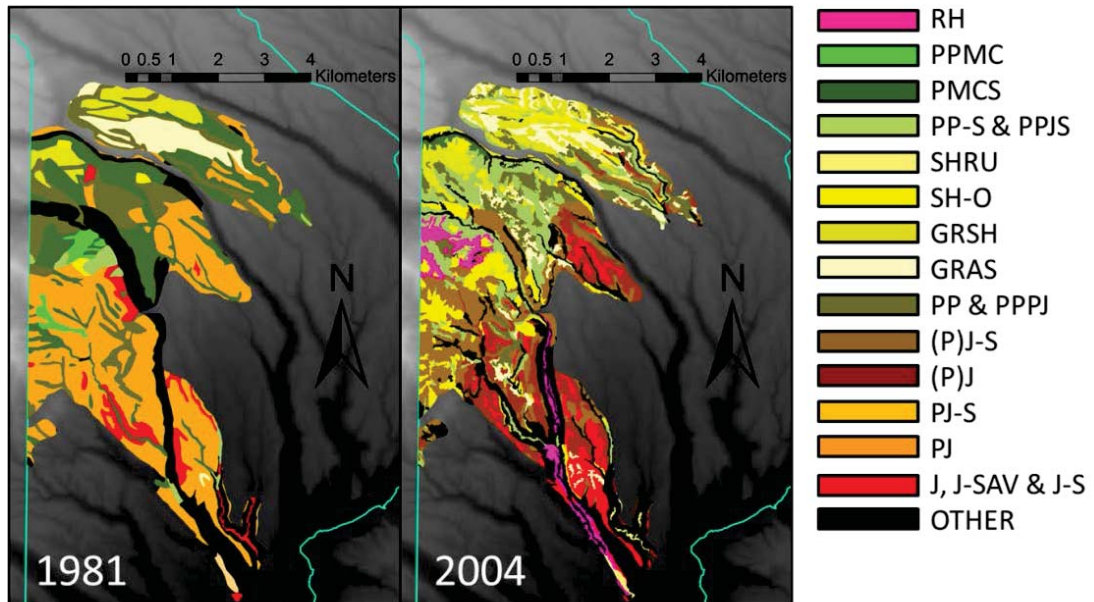 0 0.5 1 2 3 4
Kilometers
N
1981
0 0.5 1 2 3 4
Kilometers
N
2004
RH
PPMC
PMCS
PP-S & PPJS
SHRU
SH-O
GRSH
GRAS
PP & PPPJ
(P)J-S
(P)J
PJ-S
PJ
J, J-SAV & J-S
OTHER